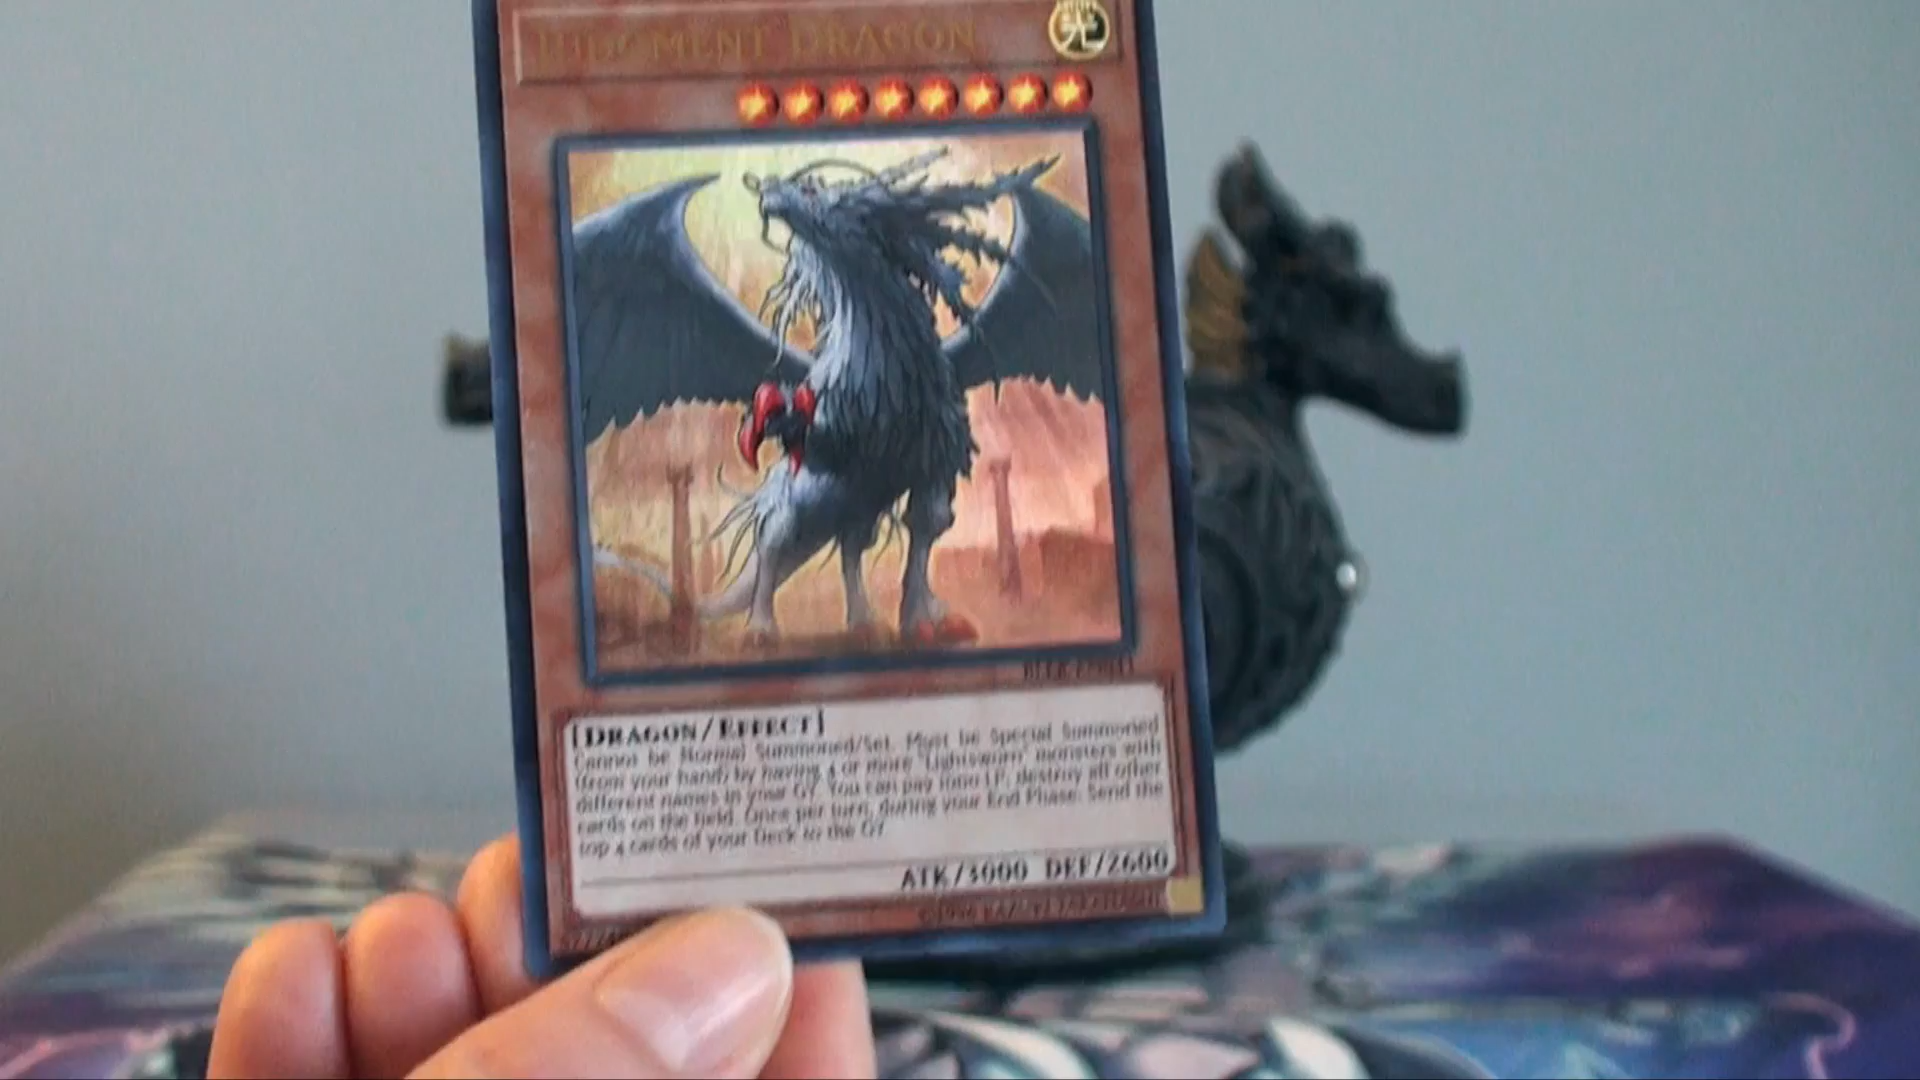 JUDGMENT DRAGON
光
[DRAGON/EFFECT]
Cannot be Normal Summoned/Set. Must be Special Summoned
(from your hand) by having 4 or more "Lightsworn" monsters with
different names in your GY. You can pay 1000 LP; destroy all other
cards on the field. Once per turn, during your End Phase: Send the
top 4 cards of your Deck to the GY.
ATK/3000 DEF/2600